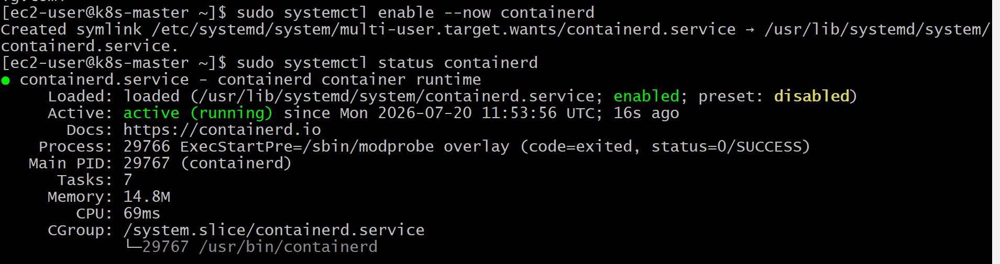 [ec2-user@k8s-master ~]$ sudo systemctl enable --now containerd
Created symlink /etc/systemd/system/multi-user.target.wants/containerd.service → /usr/lib/systemd/system/
containerd.service.
[ec2-user@k8s-master ~]$ sudo systemctl status containerd
● containerd.service - containerd container runtime
     Loaded: loaded (/usr/lib/systemd/system/containerd.service; enabled; preset: disabled)
     Active: active (running) since Mon 2026-07-20 11:53:56 UTC; 16s ago
       Docs: https://containerd.io
    Process: 29766 ExecStartPre=/sbin/modprobe overlay (code=exited, status=0/SUCCESS)
   Main PID: 29767 (containerd)
      Tasks: 7
     Memory: 14.8M
        CPU: 69ms
     CGroup: /system.slice/containerd.service
             └─29767 /usr/bin/containerd